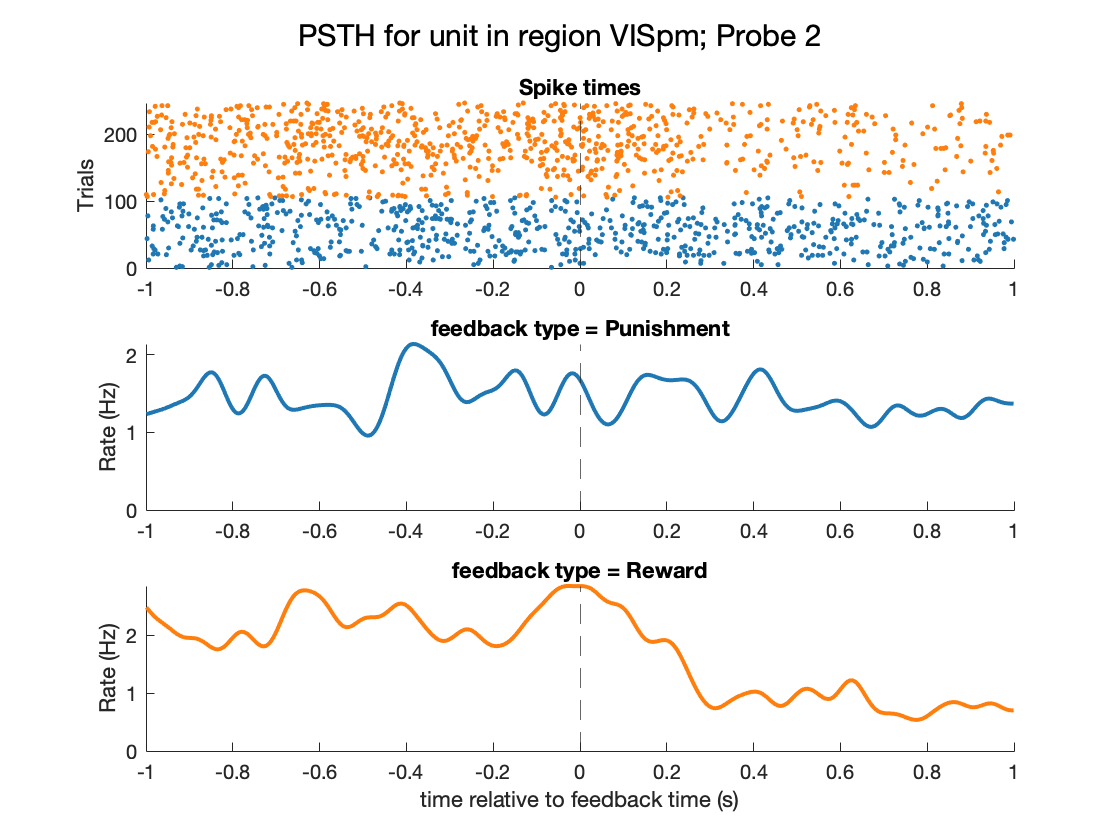 PSTH for unit in region VISpm; Probe 2
Spike times
200
100
0
Trials
-1 -0.8 -0.6 -0.4 -0.2 0 0.2 0.4 0.6 0.8 1
feedback type = Punishment
2
1
0
Rate (Hz)
-1 -0.8 -0.6 -0.4 -0.2 0 0.2 0.4 0.6 0.8 1
feedback type = Reward
2
1
0
Rate (Hz)
-1 -0.8 -0.6 -0.4 -0.2 0 0.2 0.4 0.6 0.8 1
time relative to feedback time (s)